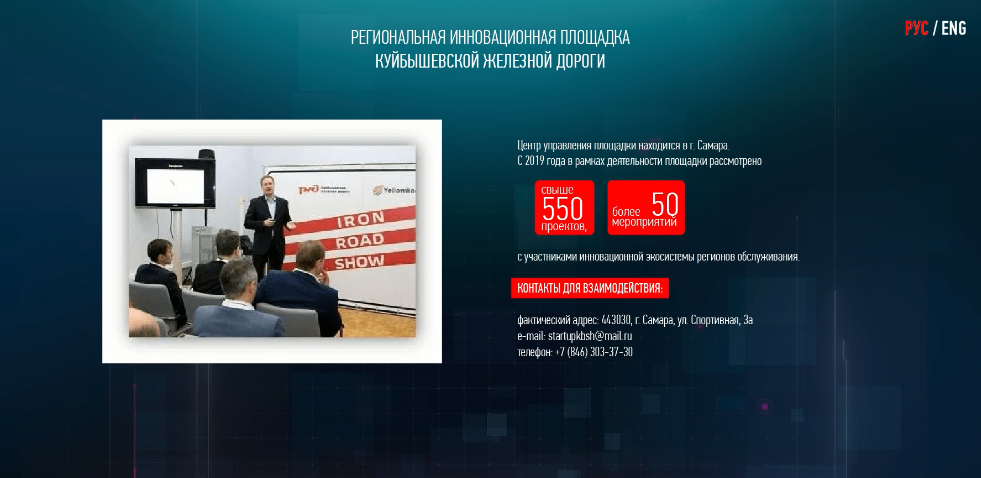 РЕГИОНАЛЬНАЯ ИННОВАЦИОННАЯ ПЛОЩАДКА
КУЙБЫШЕВСКОЙ ЖЕЛЕЗНОЙ ДОРОГИ
РУС / ENG
Центр управления площадки находится в г. Самара.
С 2019 года в рамках деятельности площадки рассмотрено
свыше
550
проектов,
более 50
мероприятий
с участниками инновационной экосистемы регионов обслуживания.
КОНТАКТЫ ДЛЯ ВЗАИМОДЕЙСТВИЯ:
фактический адрес: 443030, г. Самара, ул. Спортивная, 3а
e-mail: startupkbsh@mail.ru
телефон: +7 (846) 303-37-30
РЖД
IRON
ROAD
SHOW